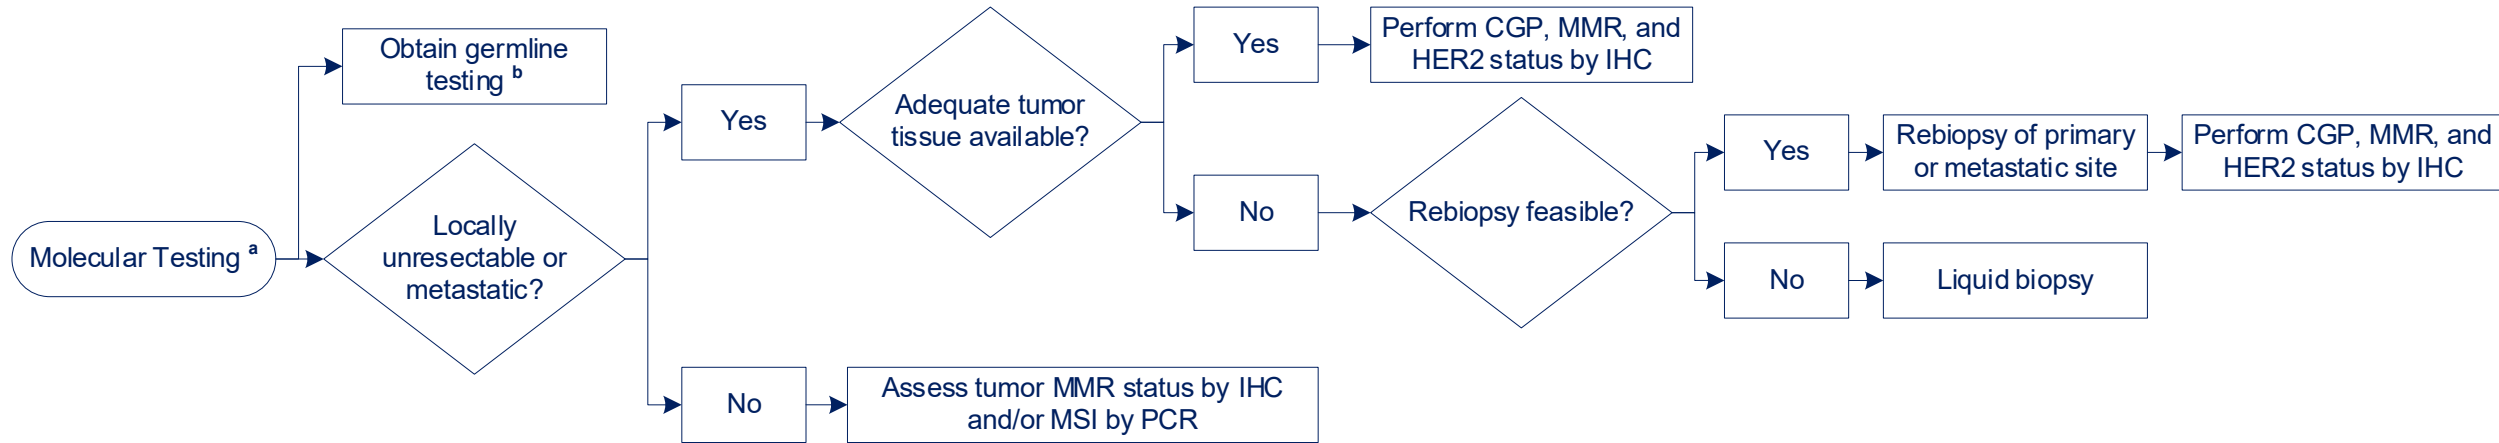 Molecular Testing a
Obtain germline
testing b
Locally
unresectable or
metastatic?
Yes
Adequate tumor
tissue available?
Yes
Perform CGP, MMR, and
HER2 status by IHC
No
Rebiopsy feasible?
Yes
Rebiopsy of primary
or metastatic site
Perform CGP, MMR, and
HER2 status by IHC
No
Liquid biopsy
No
Assess tumor MMR status by IHC
and/or MSI by PCR